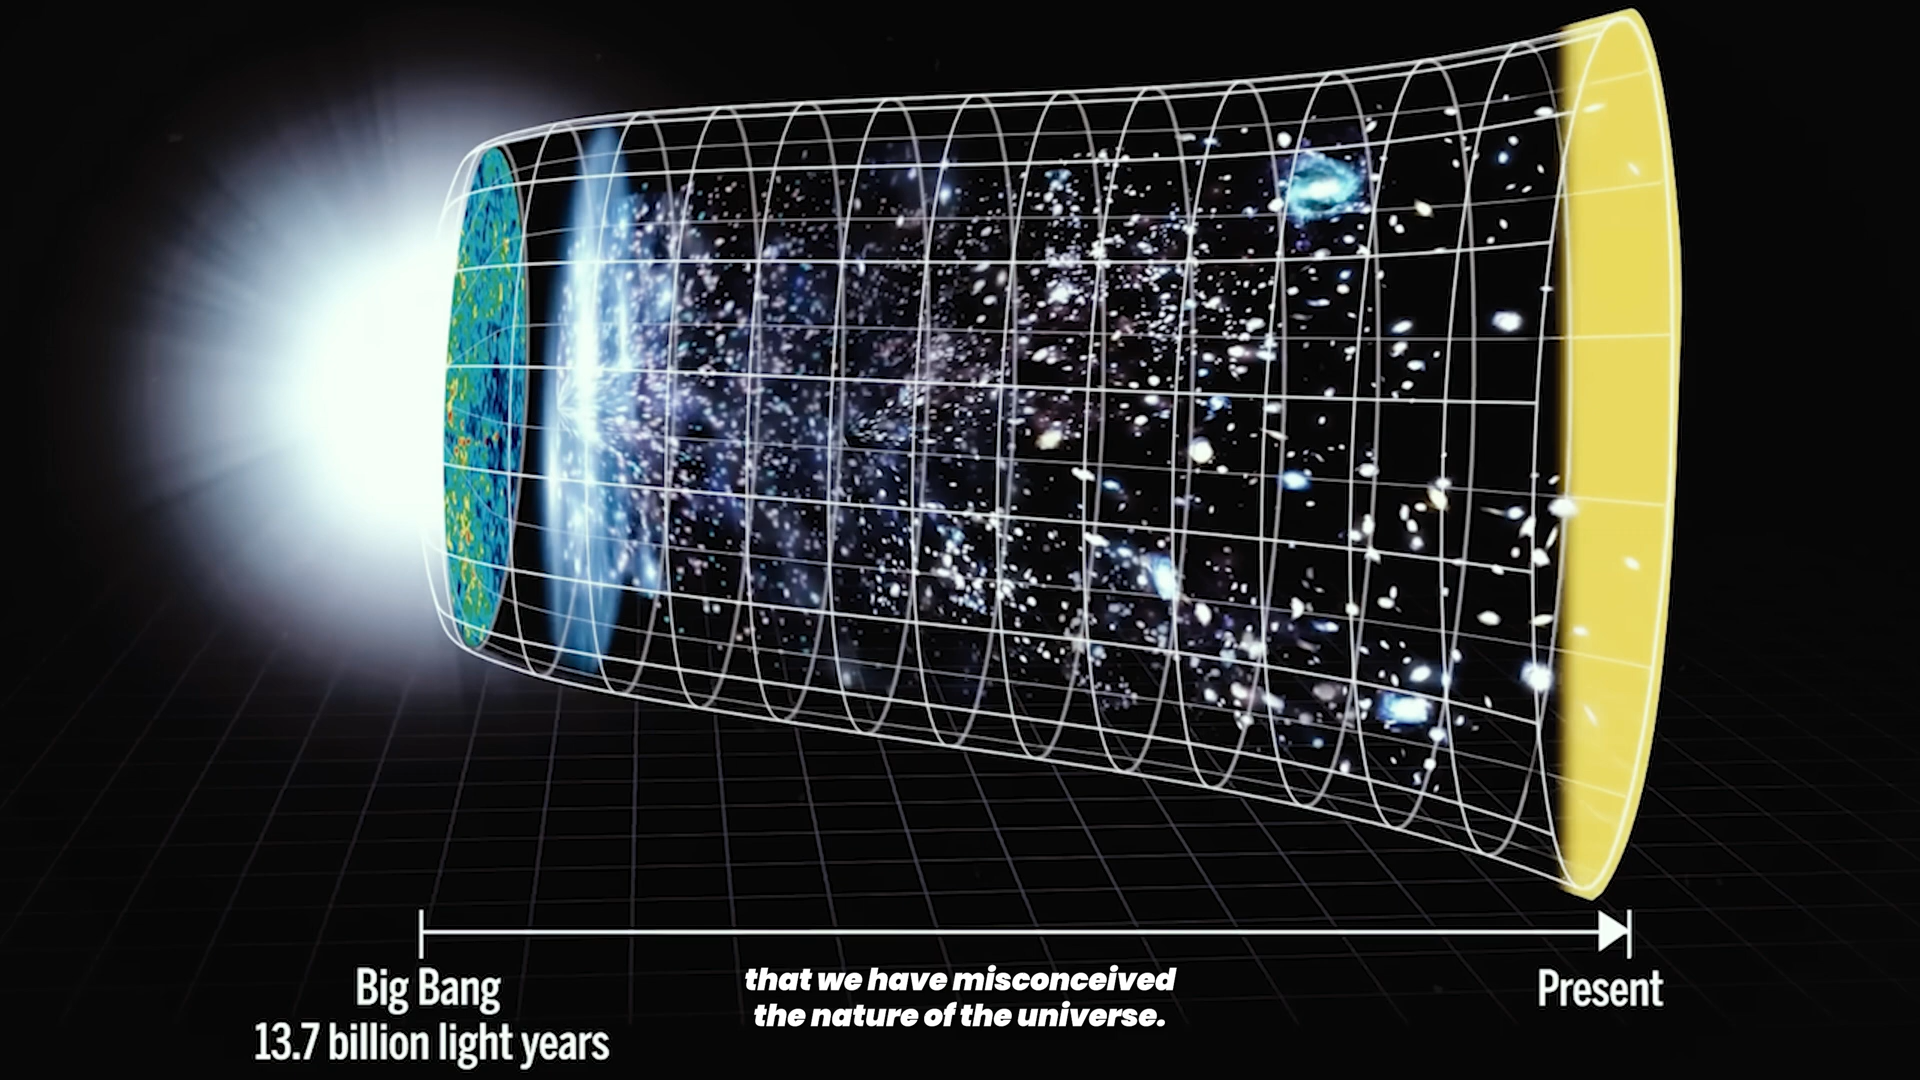 Big Bang
13.7 billion light years
that we have misconceived
the nature of the universe.
Present